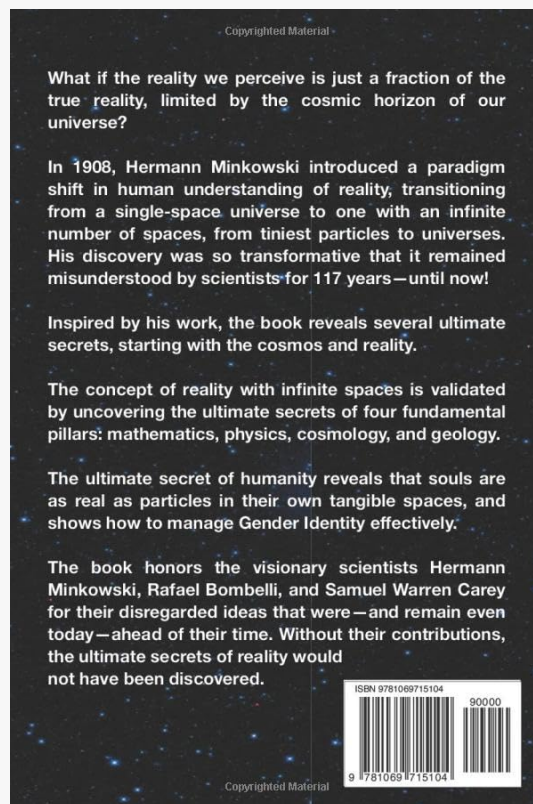 Copyrighted Material
What if the reality we perceive is just a fraction of the
true reality, limited by the cosmic horizon of our
universe?
In 1908, Hermann Minkowski introduced a paradigm
shift in human understanding of reality, transitioning
from a single-space universe to one with an infinite
number of spaces, from tiniest particles to universes.
His discovery was so transformative that it remained
misunderstood by scientists for 117 years—until now!
Inspired by his work, the book reveals several ultimate
secrets, starting with the cosmos and reality.
The concept of reality with infinite spaces is validated
by uncovering the ultimate secrets of four fundamental
pillars: mathematics, physics, cosmology, and geology.
The ultimate secret of humanity reveals that souls are
as real as particles in their own tangible spaces, and
shows how to manage Gender Identity effectively.
The book honors the visionary scientists Hermann
Minkowski, Rafael Bombelli, and Samuel Warren Carey
for their disregarded ideas that were—and remain even
today—ahead of their time. Without their contributions,
the ultimate secrets of reality would
not have been discovered.
ISBN 9781069715104
90000
9 781069 715104
Copyrighted Material